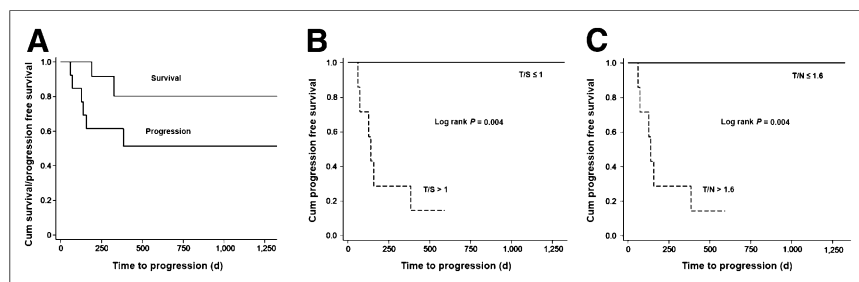 A
Cum survival/progression free survival
1.0
0.8
0.6
0.4
0.2
0
Survival
Progression
0
250
500
750
1,000
1,250
Time to progression (d)
B
Cum progression free survival
1.0
0.8
0.6
0.4
0.2
0.0
T/S ≤ 1
Log rank P = 0.004
T/S > 1
0
250
500
750
1,000
1,250
Time to progression (d)
C
Cum progression free survival
1.0
0.8
0.6
0.4
0.2
0.0
T/N ≤ 1.6
Log rank P = 0.004
T/N > 1.6
0
250
500
750
1,000
1,250
Time to progression (d)